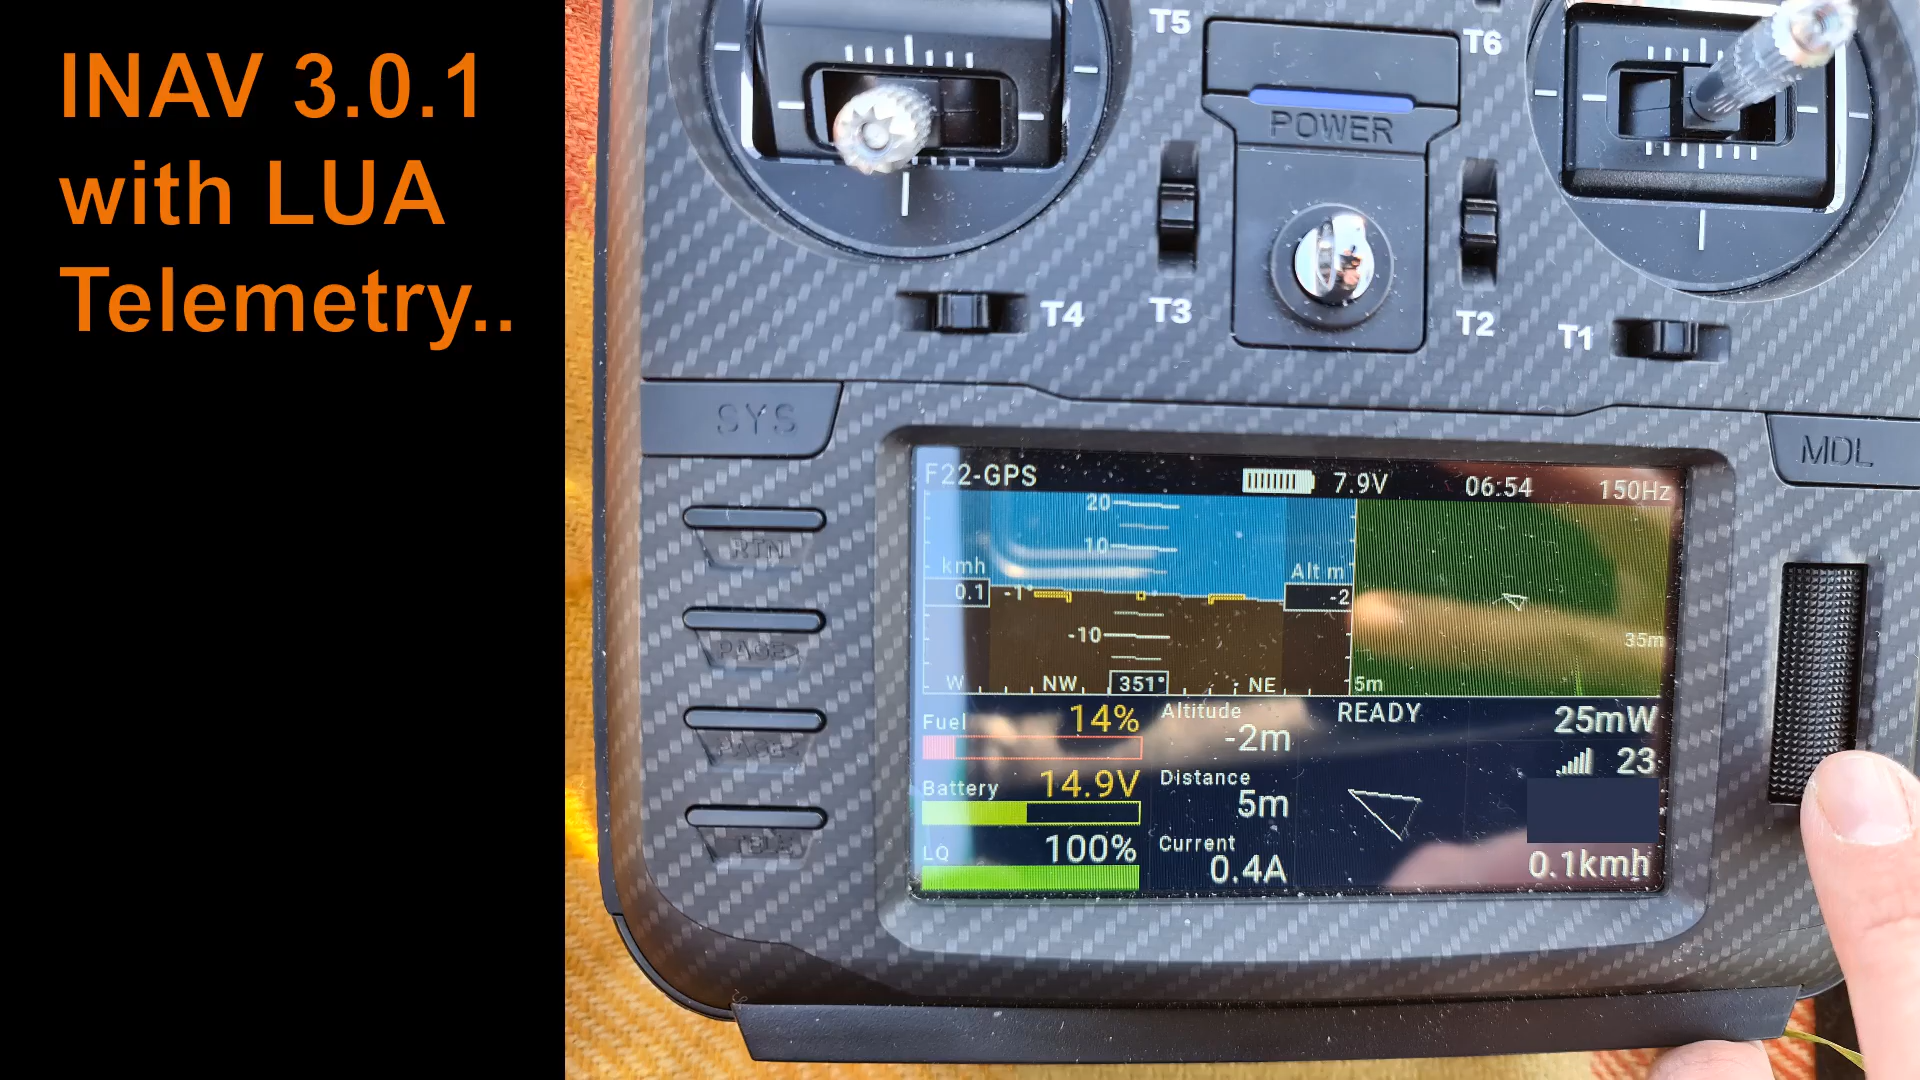 INAV 3.0.1
with LUA
Telemetry..
T5
T6
POWER
T4
T3
T2
T1
SYS
MDL
F22-GPS 7.9V 06:54 150Hz
20
10
kmh
Alt m
0.1
-1°
-2
-10
35m
W NW 351° NE
5m
Fuel 14%
Altitude
-2m
READY
25mW
23
Battery 14.9V
Distance
5m
LQ 100%
Current
0.4A
0.1kmh
RTN
PAGE>
PAGE<
TELE